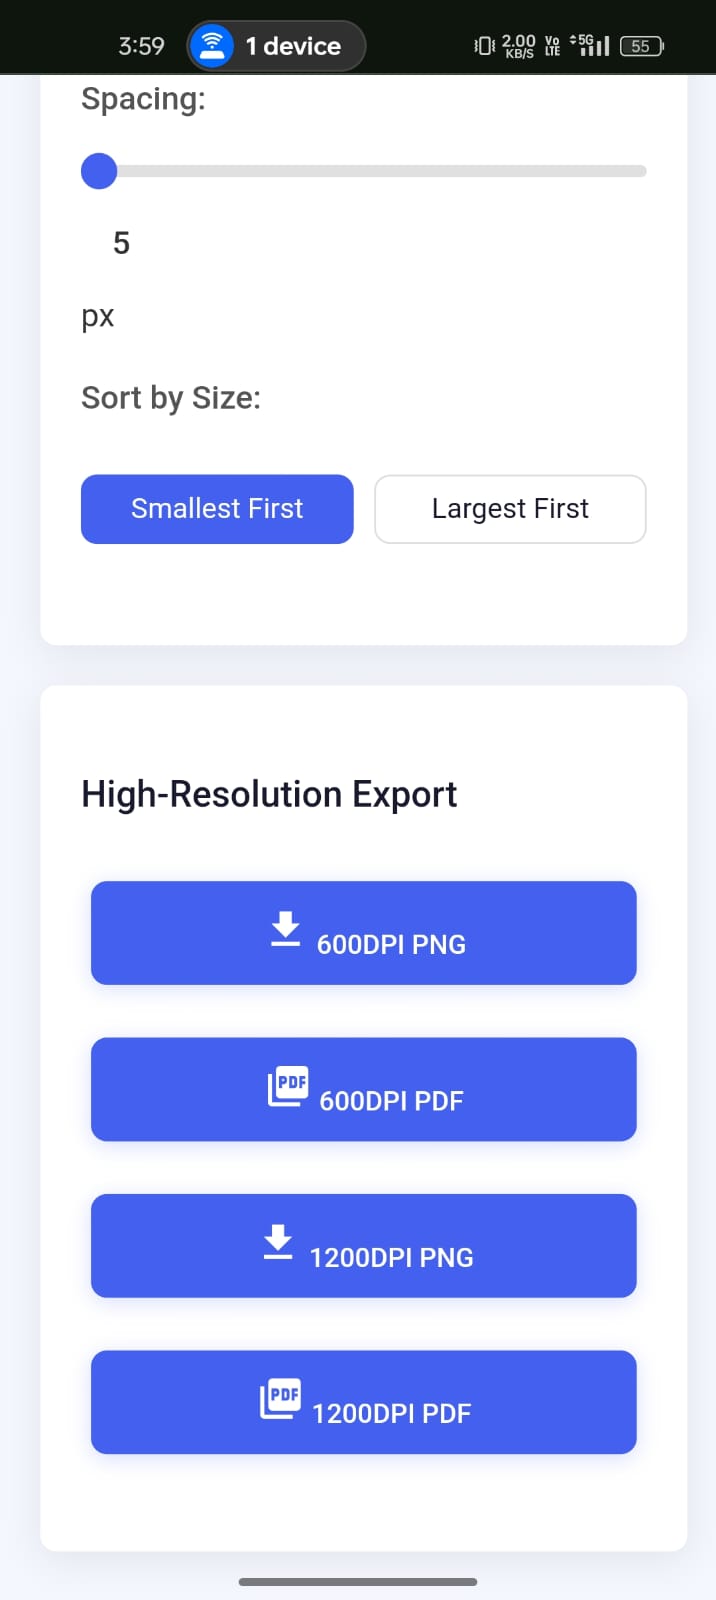 3:59 1 device 2.00 KB/S Vo LTE 5G 55
Spacing:
5
px
Sort by Size:
Smallest First Largest First
High-Resolution Export
600DPI PNG
PDF 600DPI PDF
1200DPI PNG
PDF 1200DPI PDF